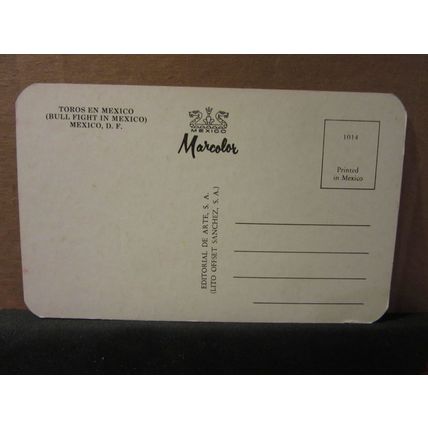 TOROS EN MEXICO
(BULL FIGHT IN MEXICO)
MEXICO, D. F.
MEXICO
Marcolor
1014
Printed
in Mexico
EDITORIAL DE ARTE, S. A.
(LITO OFFSET SANCHEZ, S. A.)